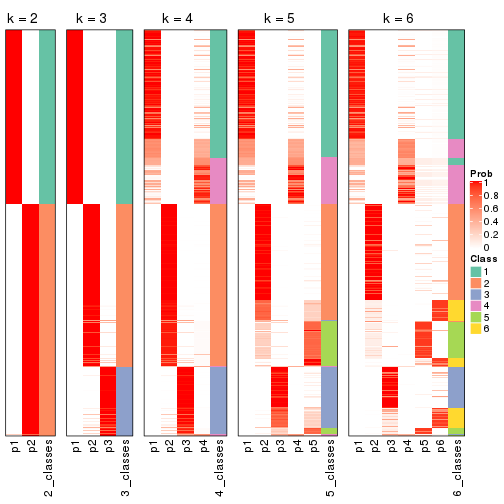 k = 2
k = 3
k = 4
k = 5
k = 6
p1
p2
2_classes
p1
p2
p3
3_classes
p1
p2
p3
p4
4_classes
p1
p2
p3
p4
p5
5_classes
p1
p2
p3
p4
p5
p6
6_classes
Prob
1
0.8
0.6
0.4
0.2
0
Class
1
2
3
4
5
6